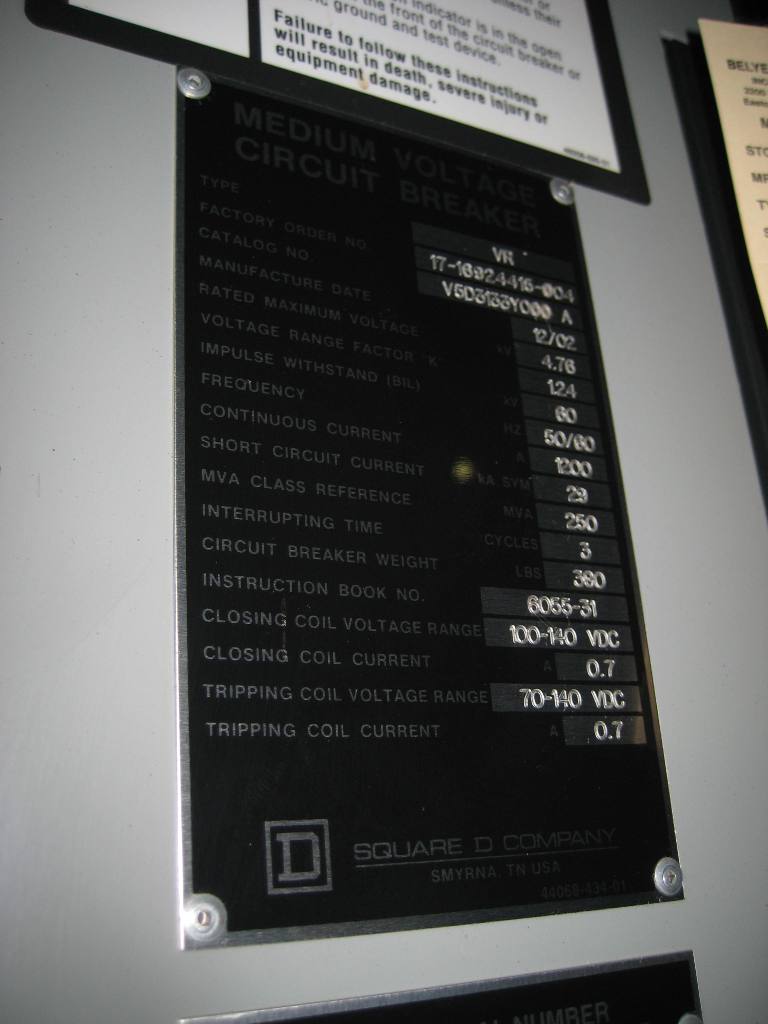 indicator is in the open
the front of the circuit breaker or
ground and test device.
Failure to follow these instructions
will result in death, severe injury or
equipment damage.
MEDIUM VOLTAGE
CIRCUIT BREAKER
TYPE VR
FACTORY ORDER NO. 17-16924416-004
CATALOG NO. V5D3133Y000 A
MANUFACTURE DATE 12/02
RATED MAXIMUM VOLTAGE kV 4.76
VOLTAGE RANGE FACTOR "K" 1.24
IMPULSE WITHSTAND (BIL) kV 60
FREQUENCY HZ 50/60
CONTINUOUS CURRENT A 1200
SHORT CIRCUIT CURRENT kA SYM 29
MVA CLASS REFERENCE MVA 250
INTERRUPTING TIME CYCLES 3
CIRCUIT BREAKER WEIGHT LBS 380
INSTRUCTION BOOK NO. 6055-31
CLOSING COIL VOLTAGE RANGE 100-140 VDC
CLOSING COIL CURRENT A 0.7
TRIPPING COIL VOLTAGE RANGE 70-140 VDC
TRIPPING COIL CURRENT A 0.7
D SQUARE D COMPANY
SMYRNA, TN USA
44068-434-01
NUMBER